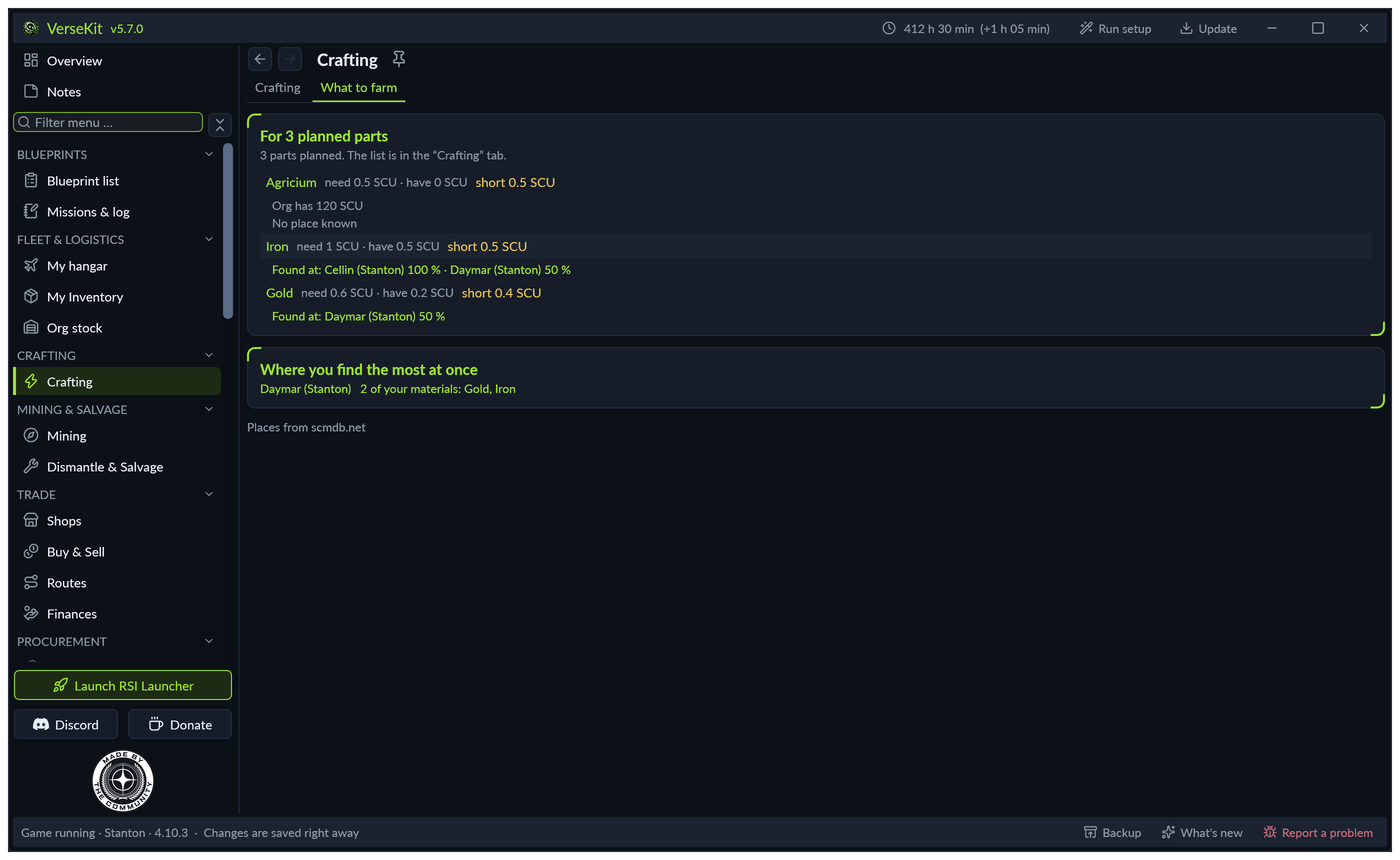 VerseKit v5.7.0
412 h 30 min (+1 h 05 min)
Run setup
Update
Overview
Notes
Filter menu ...
BLUEPRINTS
Blueprint list
Missions & log
FLEET & LOGISTICS
My hangar
My Inventory
Org stock
CRAFTING
Crafting
MINING & SALVAGE
Mining
Dismantle & Salvage
TRADE
Shops
Buy & Sell
Routes
Finances
PROCUREMENT
Launch RSI Launcher
Discord
Donate
MADE BY
THE COMMUNITY
Crafting
Crafting
What to farm
For 3 planned parts
3 parts planned. The list is in the “Crafting” tab.
Agricium need 0.5 SCU · have 0 SCU short 0.5 SCU
Org has 120 SCU
No place known
Iron need 1 SCU · have 0.5 SCU short 0.5 SCU
Found at: Cellin (Stanton) 100 % · Daymar (Stanton) 50 %
Gold need 0.6 SCU · have 0.2 SCU short 0.4 SCU
Found at: Daymar (Stanton) 50 %
Where you find the most at once
Daymar (Stanton) 2 of your materials: Gold, Iron
Places from scmdb.net
Game running · Stanton · 4.10.3 · Changes are saved right away
Backup
What's new
Report a problem